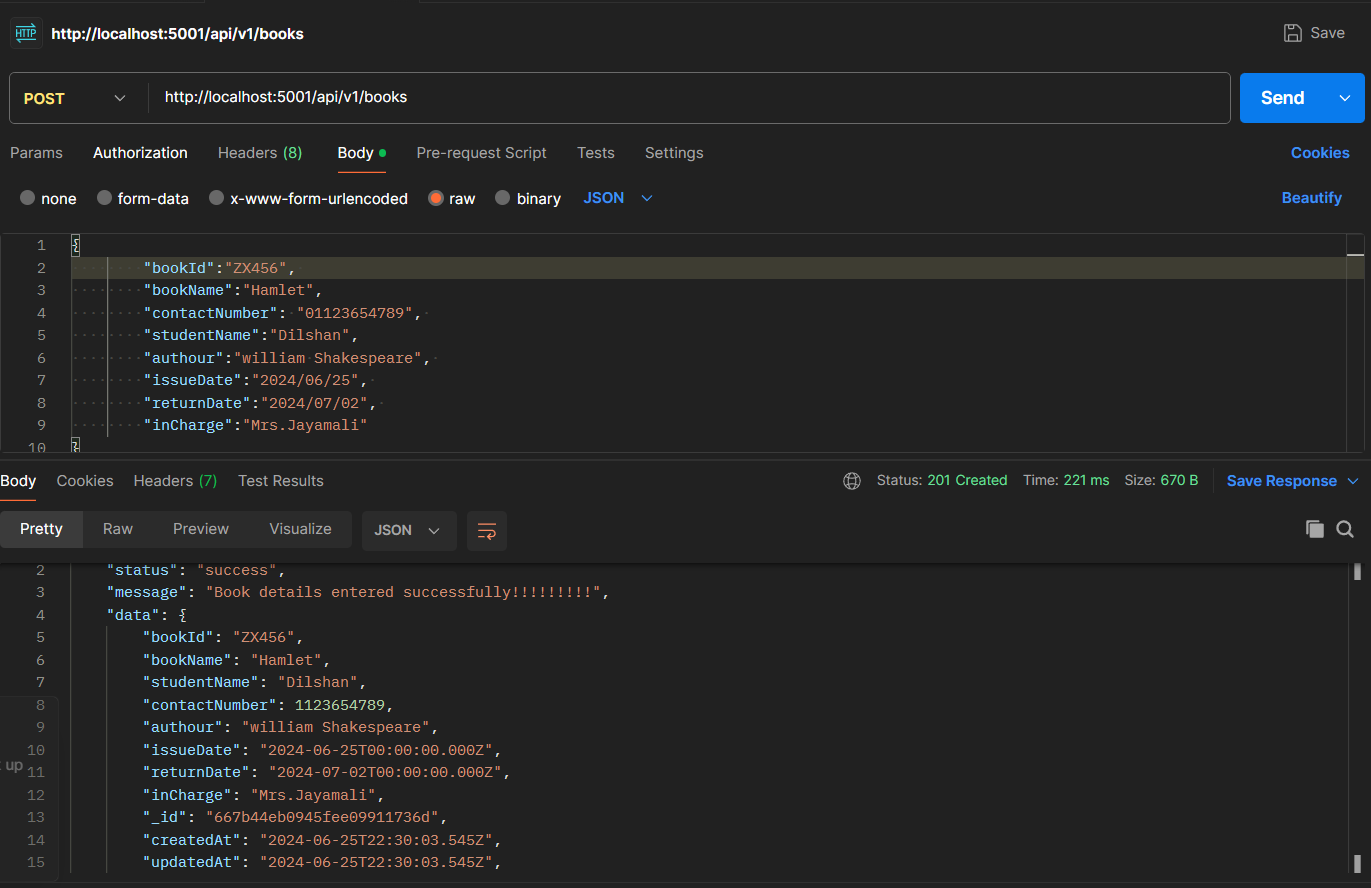 HTTP http://localhost:5001/api/v1/books Save
POST http://localhost:5001/api/v1/books Send
Params Authorization Headers (8) Body Pre-request Script Tests Settings Cookies
none form-data x-www-form-urlencoded raw binary JSON Beautify
1 {
2 "bookId":"ZX456",
3 "bookName":"Hamlet",
4 "contactNumber": "01123654789",
5 "studentName":"Dilshan",
6 "authour":"william Shakespeare",
7 "issueDate":"2024/06/25",
8 "returnDate":"2024/07/02",
9 "inCharge":"Mrs.Jayamali"
10 }
Body Cookies Headers (7) Test Results Status: 201 Created Time: 221 ms Size: 670 B Save Response
Pretty Raw Preview Visualize JSON
2 "status": "success",
3 "message": "Book details entered successfully!!!!!!!!!",
4 "data": {
5 "bookId": "ZX456",
6 "bookName": "Hamlet",
7 "studentName": "Dilshan",
8 "contactNumber": 1123654789,
9 "authour": "william Shakespeare",
10 "issueDate": "2024-06-25T00:00:00.000Z",
up
11 "returnDate": "2024-07-02T00:00:00.000Z",
12 "inCharge": "Mrs.Jayamali",
13 "_id": "667b44eb0945fee09911736d",
14 "createdAt": "2024-06-25T22:30:03.545Z",
15 "updatedAt": "2024-06-25T22:30:03.545Z",